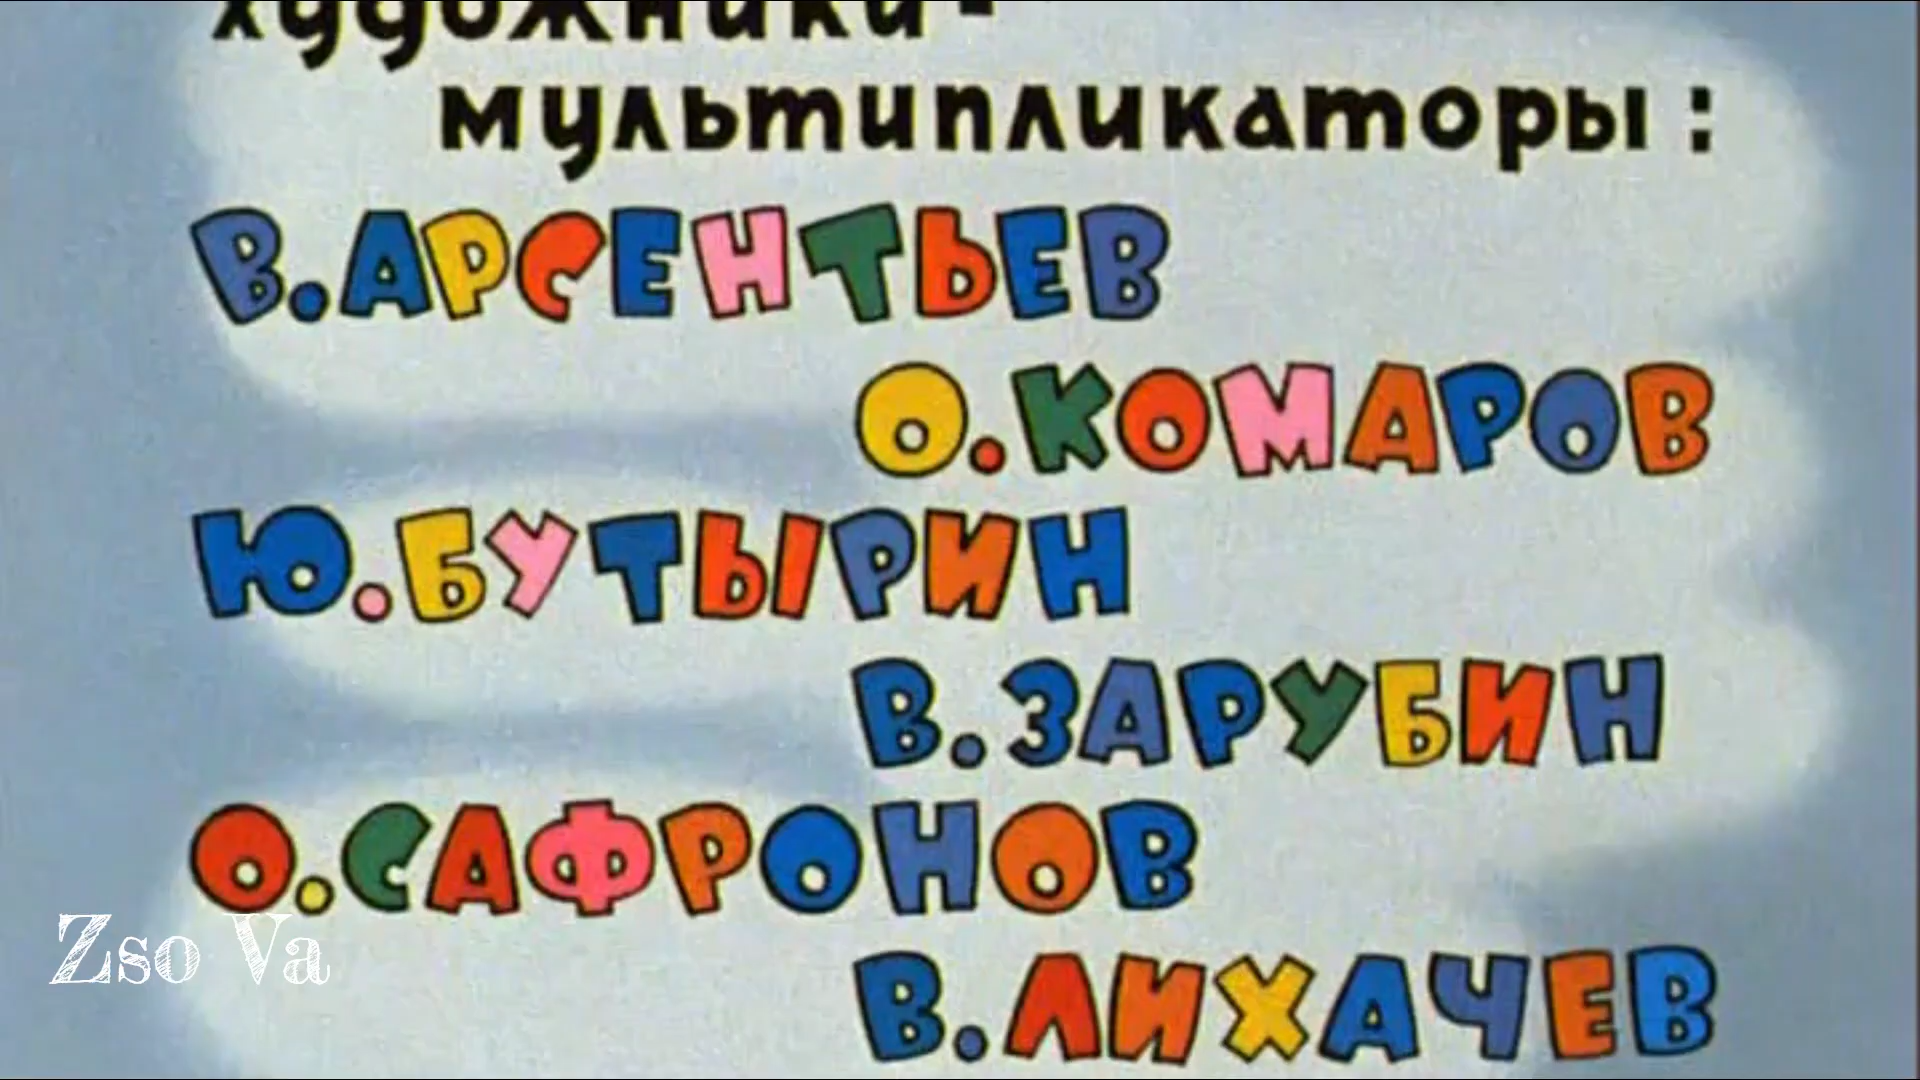 художники-
мультипликаторы:
В. АРСЕНТЬЕВ
О. КОМАРОВ
Ю. БУТЫРИН
В. ЗАРУБИН
О. САФРОНОВ
В. ЛИХАЧЕВ
Zso Va